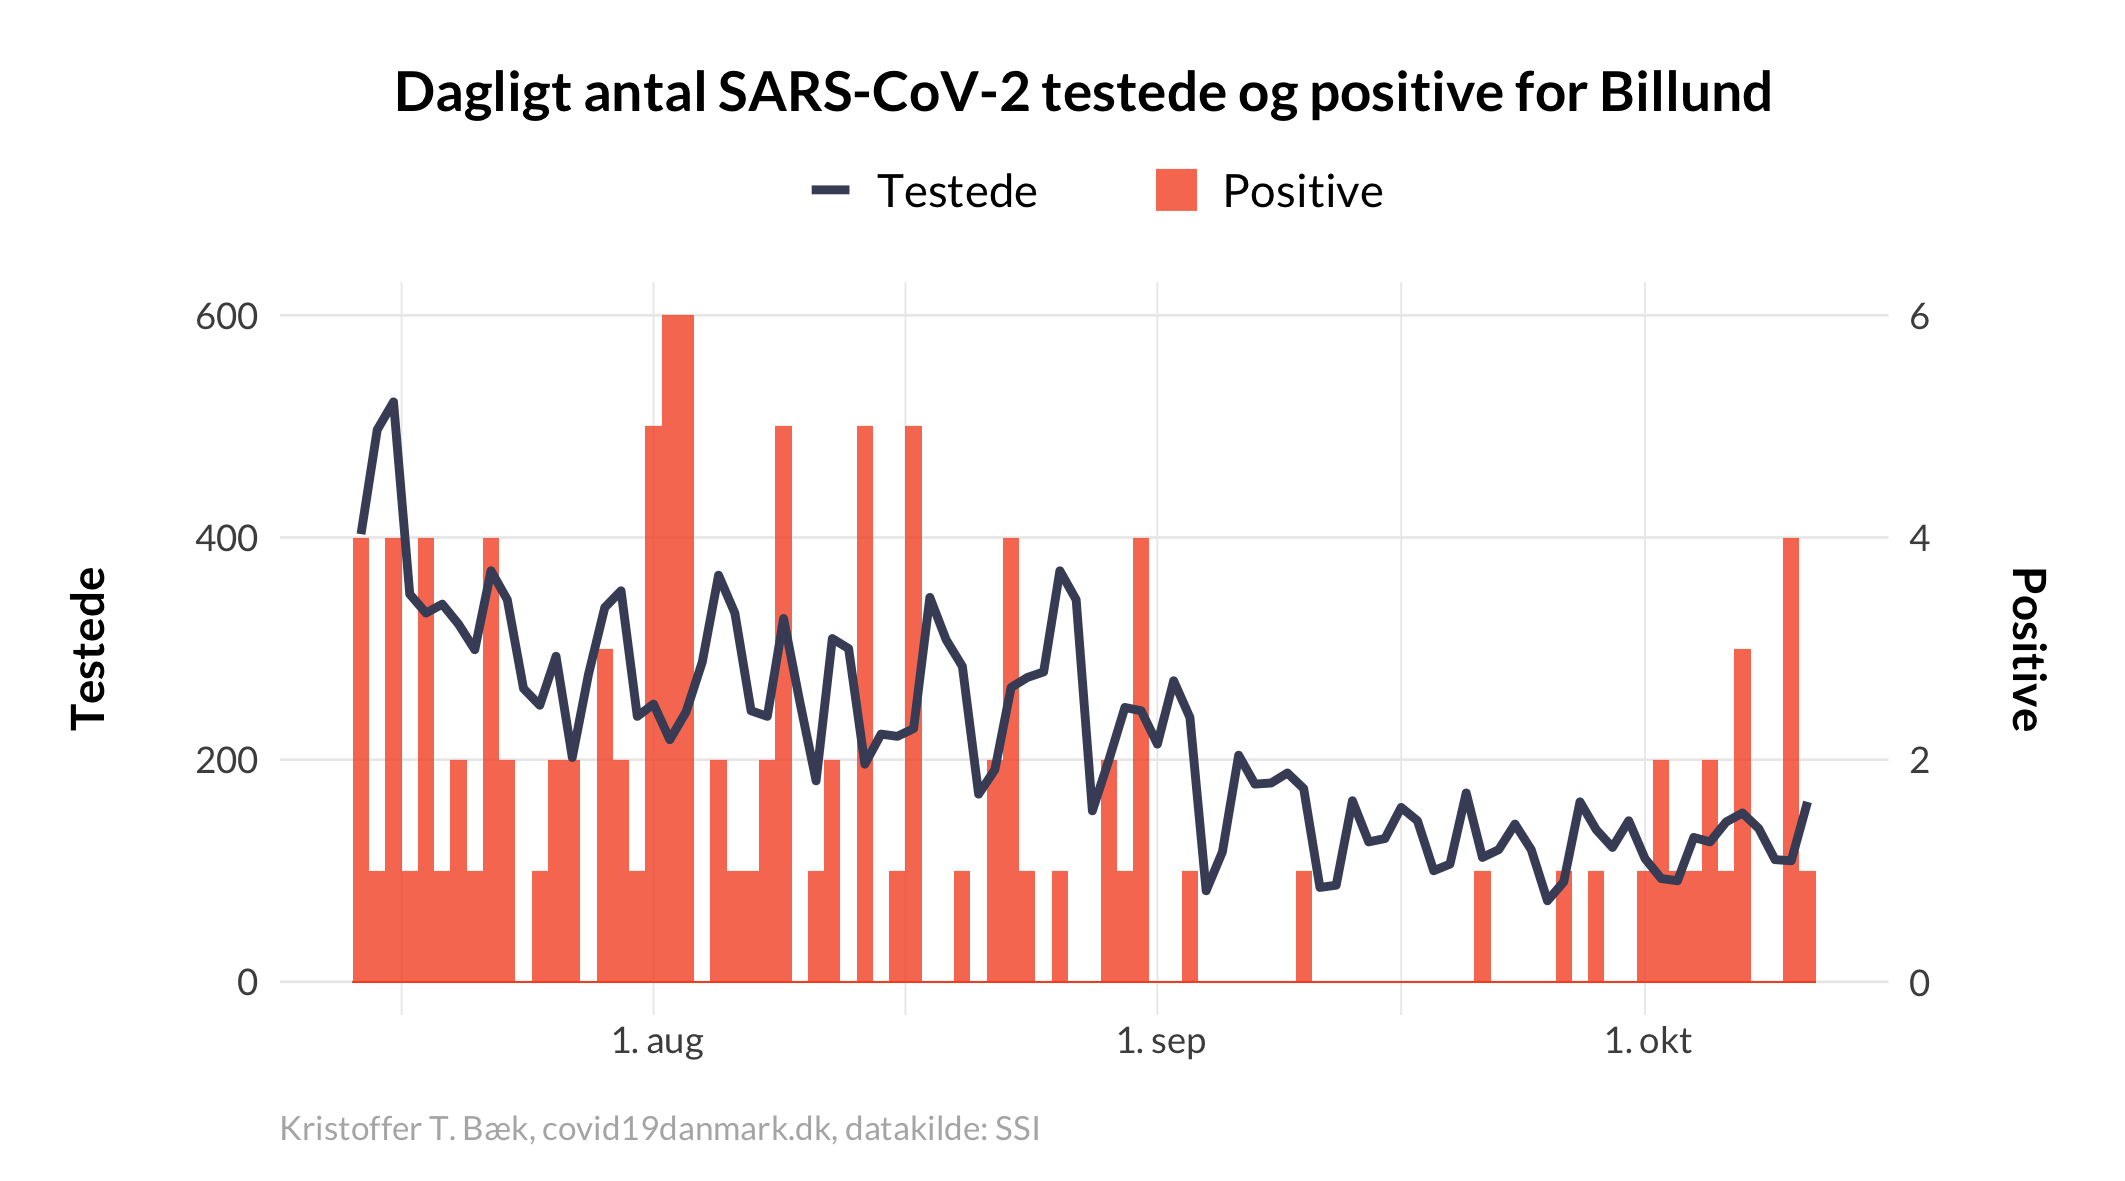 Dagligt antal SARS-CoV-2 testede og positive for Billund
Testede
Positive
600
400
200
0
Testede
6
4
2
0
Positive
1. aug
1. sep
1. okt
Kristoffer T. Bæk, covid19danmark.dk, datakilde: SSI